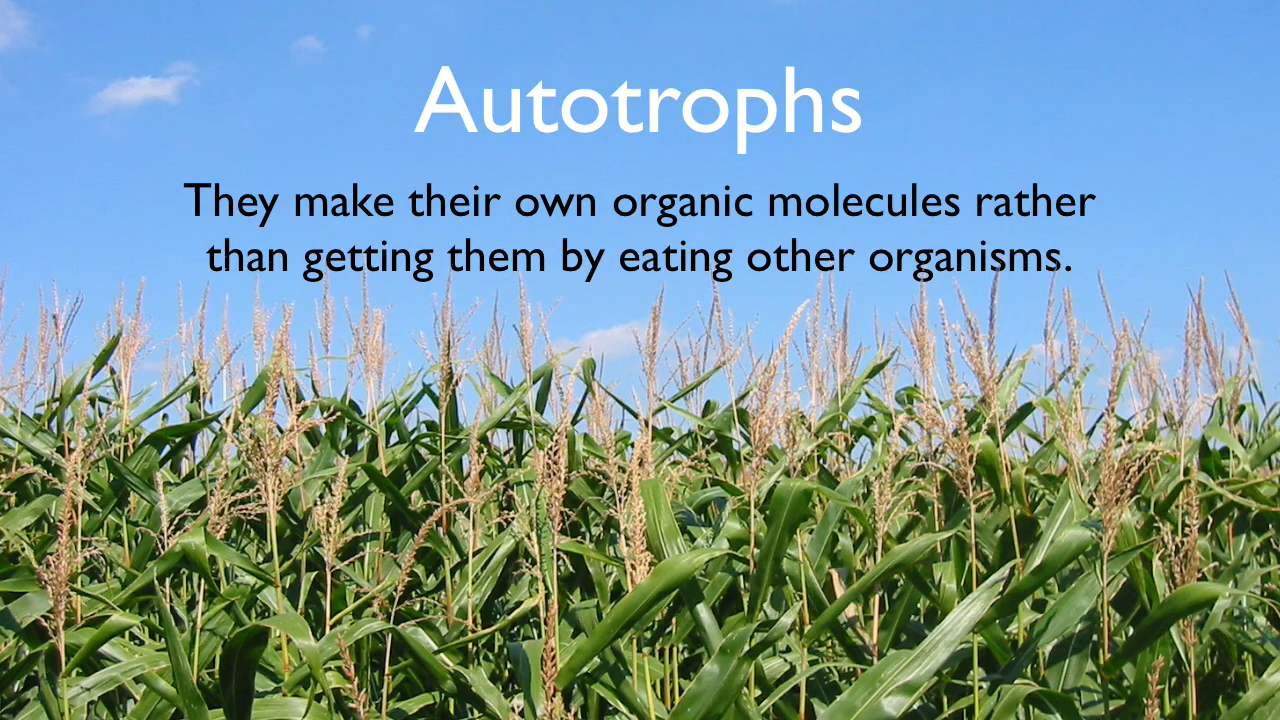 Autotrophs
They make their own organic molecules rather
than getting them by eating other organisms.